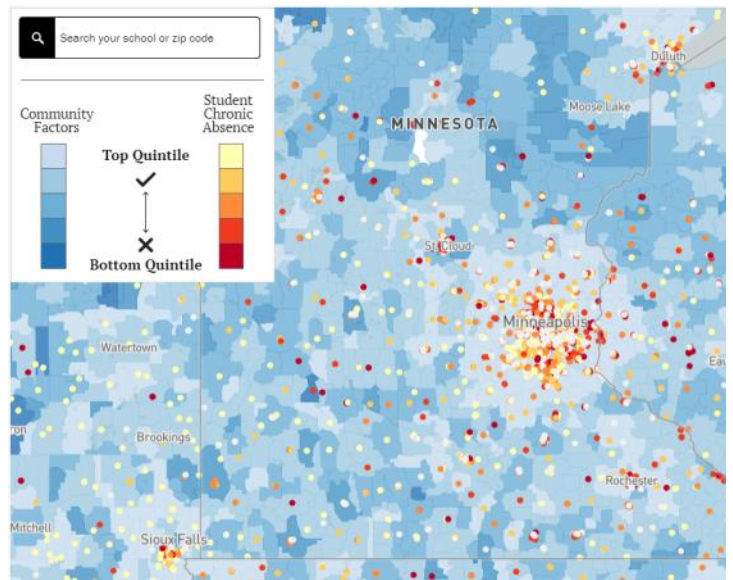 Search your school or zip code
Community
Factors
Student
Chronic
Absence
Top Quintile
Bottom Quintile
Duluth
Moose Lake
MINNESOTA
St. Cloud
Minneapolis
Watertown
Eau
Brookings
Rochester
Mitchell
Sioux Falls